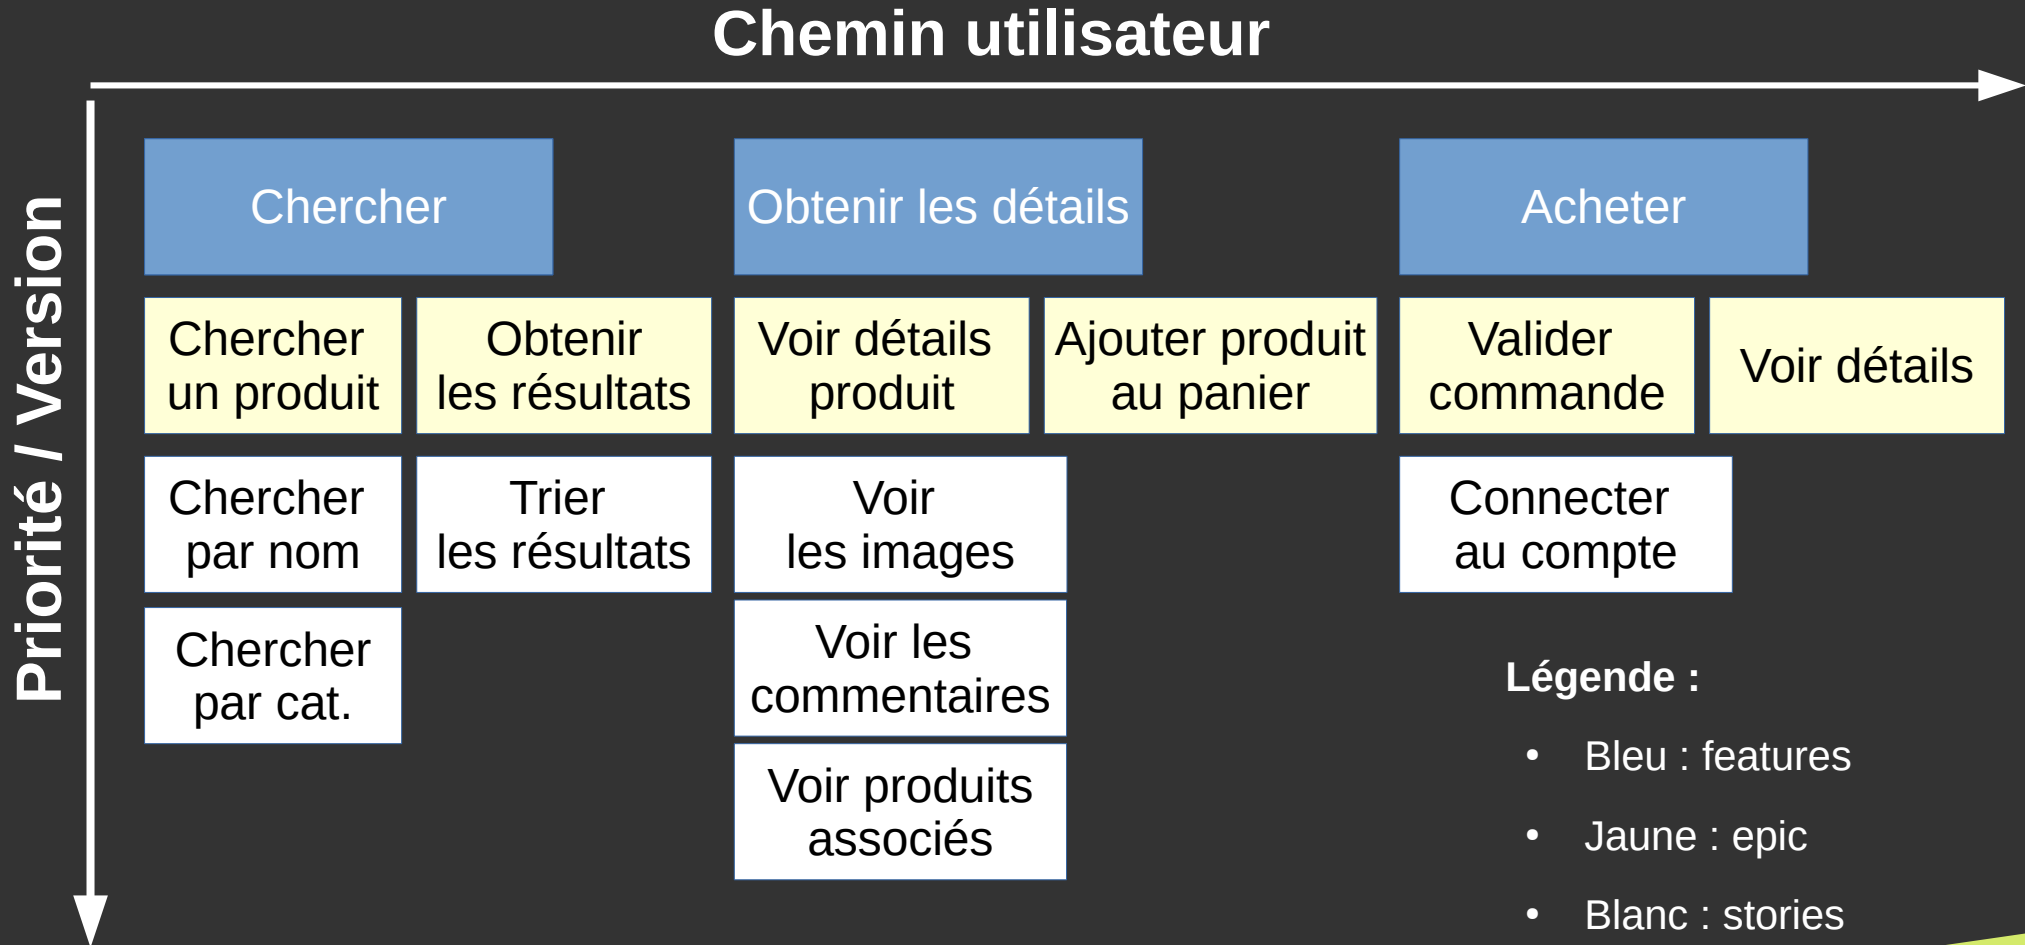 Chemin utilisateur
Priorité / Version
Chercher
Obtenir les détails
Acheter
Chercher
un produit
Obtenir
les résultats
Voir détails
produit
Ajouter produit
au panier
Valider
commande
Voir détails
Chercher
par nom
Trier
les résultats
Voir
les images
Connecter
au compte
Chercher
par cat.
Voir les
commentaires
Voir produits
associés
Légende :
• Bleu : features
• Jaune : epic
• Blanc : stories